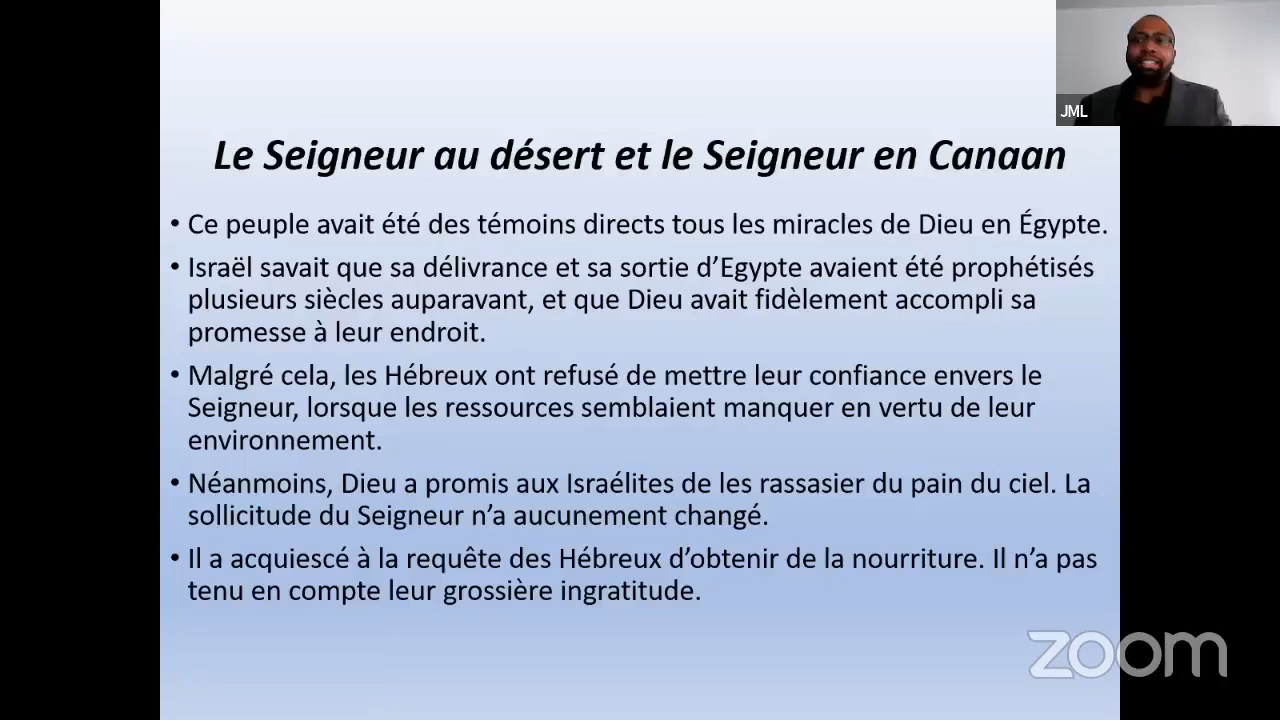 JML
Le Seigneur au désert et le Seigneur en Canaan
• Ce peuple avait été des témoins directs tous les miracles de Dieu en Égypte.
• Israël savait que sa délivrance et sa sortie d’Egypte avaient été prophétisés
plusieurs siècles auparavant, et que Dieu avait fidèlement accompli sa
promesse à leur endroit.
• Malgré cela, les Hébreux ont refusé de mettre leur confiance envers le
Seigneur, lorsque les ressources semblaient manquer en vertu de leur
environnement.
• Néanmoins, Dieu a promis aux Israélites de les rassasier du pain du ciel. La
sollicitude du Seigneur n’a aucunement changé.
• Il a acquiescé à la requête des Hébreux d’obtenir de la nourriture. Il n’a pas
tenu en compte leur grossière ingratitude.
zoom